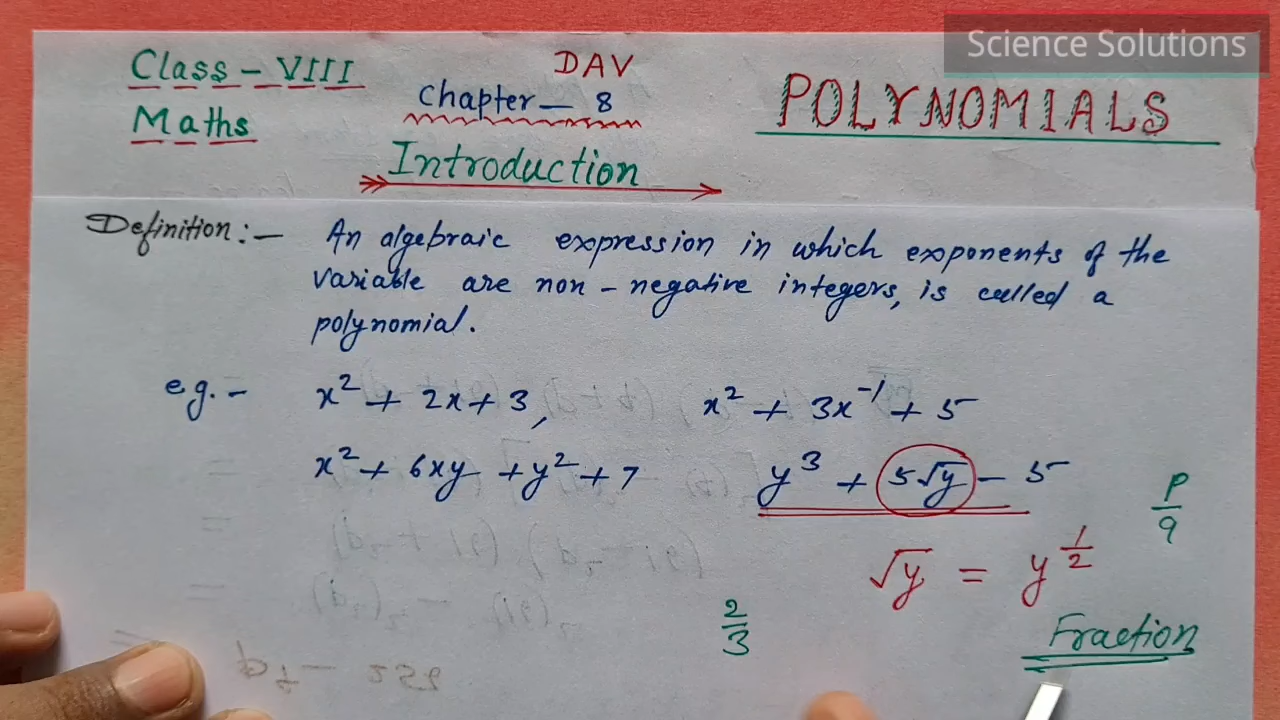 Science Solutions
Class - VIII
Maths
DAV
Chapter - 8
POLYNOMIALS
Introduction
Definition :- An algebraic expression in which exponents of the
variable are non-negative integers, is called a
polynomial.
e.g.- x² + 2x + 3, x² + 3x⁻¹ + 5
x² + 6xy + y² + 7 y³ + 5√y - 5
p/q
√y = y^1/2
2/3
Fraction